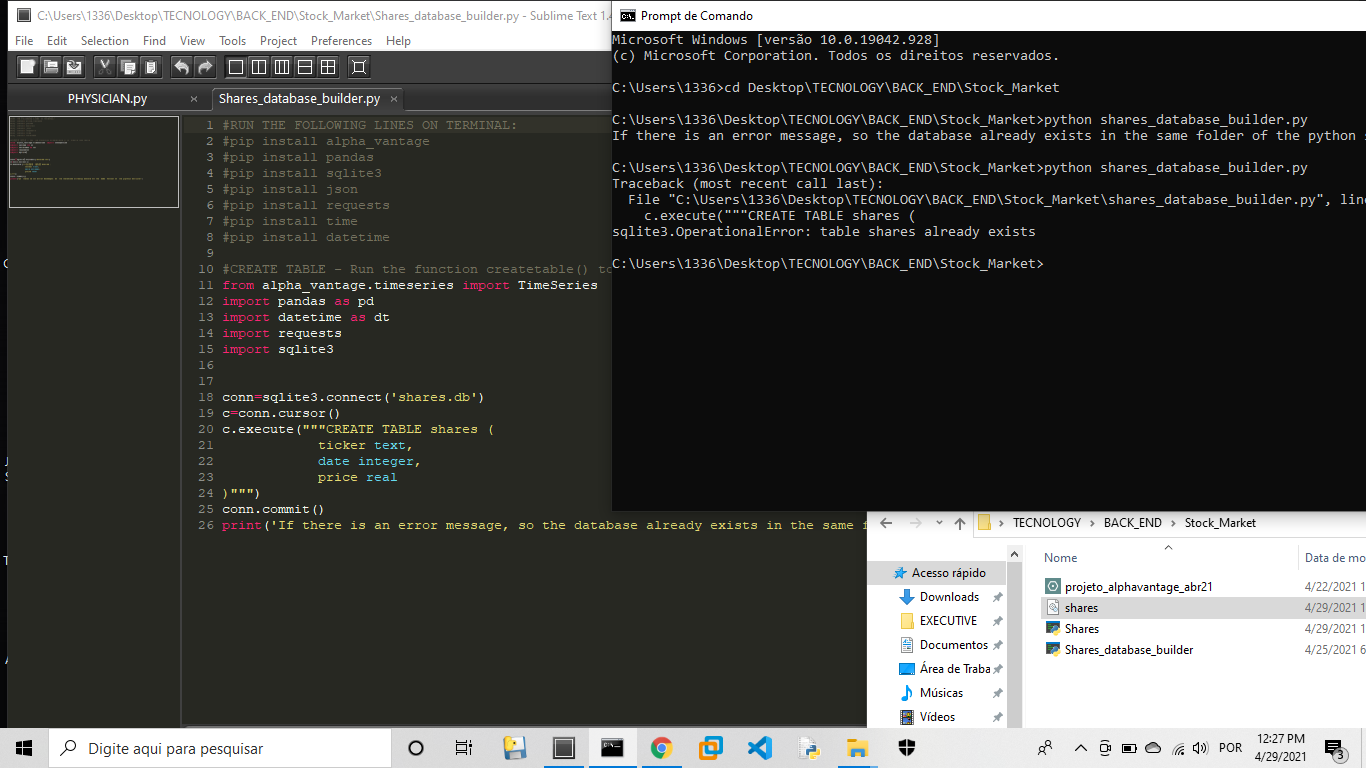 C:\Users\1336\Desktop\TECNOLOGY\BACK_END\Stock_Market\Shares_database_builder.py - Sublime Text 1.4
File Edit Selection Find View Tools Project Preferences Help
PHYSICIAN.py × Shares_database_builder.py ×
1 #RUN THE FOLLOWING LINES ON TERMINAL:
2 #pip install alpha_vantage
3 #pip install pandas
4 #pip install sqlite3
5 #pip install json
6 #pip install requests
7 #pip install time
8 #pip install datetime
9
10 #CREATE TABLE - Run the function createtable() to
11 from alpha_vantage.timeseries import TimeSeries
12 import pandas as pd
13 import datetime as dt
14 import requests
15 import sqlite3
16
17
18 conn=sqlite3.connect('shares.db')
19 c=conn.cursor()
20 c.execute("""CREATE TABLE shares (
21 ticker text,
22 date integer,
23 price real
24 )""")
25 conn.commit()
26 print('If there is an error message, so the database already exists in the same f
Prompt de Comando
Microsoft Windows [versão 10.0.19042.928]
(c) Microsoft Corporation. Todos os direitos reservados.
C:\Users\1336>cd Desktop\TECNOLOGY\BACK_END\Stock_Market
C:\Users\1336\Desktop\TECNOLOGY\BACK_END\Stock_Market>python shares_database_builder.py
If there is an error message, so the database already exists in the same folder of the python
C:\Users\1336\Desktop\TECNOLOGY\BACK_END\Stock_Market>python shares_database_builder.py
Traceback (most recent call last):
File "C:\Users\1336\Desktop\TECNOLOGY\BACK_END\Stock_Market\shares_database_builder.py", line
c.execute("""CREATE TABLE shares (
sqlite3.OperationalError: table shares already exists
C:\Users\1336\Desktop\TECNOLOGY\BACK_END\Stock_Market>
TECNOLOGY > BACK_END > Stock_Market
Acesso rápido
Downloads
EXECUTIVE
Documentos
Área de Traba
Músicas
Vídeos
Nome Data de mo
projeto_alphavantage_abr21 4/22/2021 1
shares 4/29/2021 1
Shares 4/29/2021 1
Shares_database_builder 4/25/2021 6
Digite aqui para pesquisar
POR
12:27 PM
4/29/2021
3